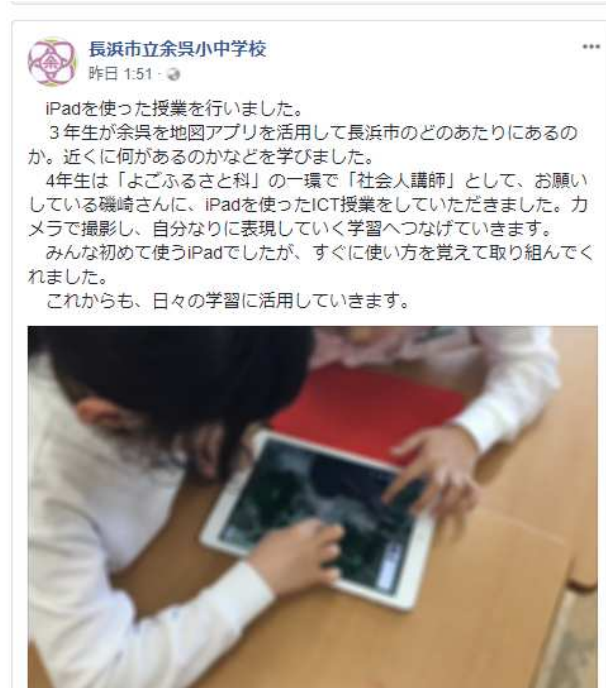 長浜市立余呉小中学校
昨日 1:51 ·
iPadを使った授業を行いました。
３年生が余呉を地図アプリを活用して長浜市のどのあたりにあるの
か。近くに何があるのかなどを学びました。
4年生は「よごふるさと科」の一環で「社会人講師」として、お願い
している磯崎さんに、iPadを使ったICT授業をしていただきました。カ
メラで撮影し、自分なりに表現していく学習へつなげていきます。
みんな初めて使うiPadでしたが、すぐに使い方を覚えて取り組んでく
れました。
これからも、日々の学習に活用していきます。